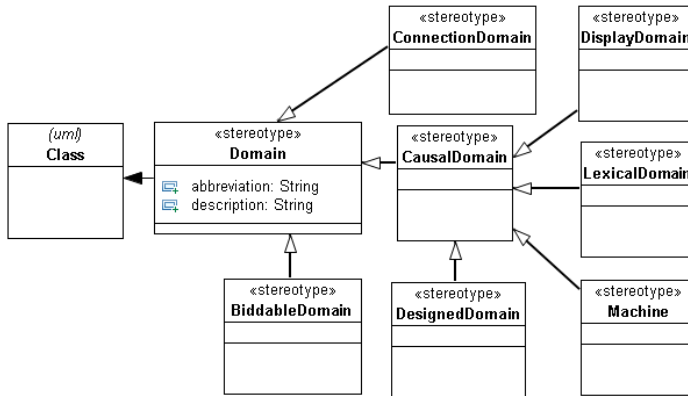 «stereotype»
ConnectionDomain
«stereotype»
DisplayDomain
(uml)
Class
«stereotype»
Domain
abbreviation: String
description: String
«stereotype»
CausalDomain
«stereotype»
LexicalDomain
«stereotype»
BiddableDomain
«stereotype»
DesignedDomain
«stereotype»
Machine